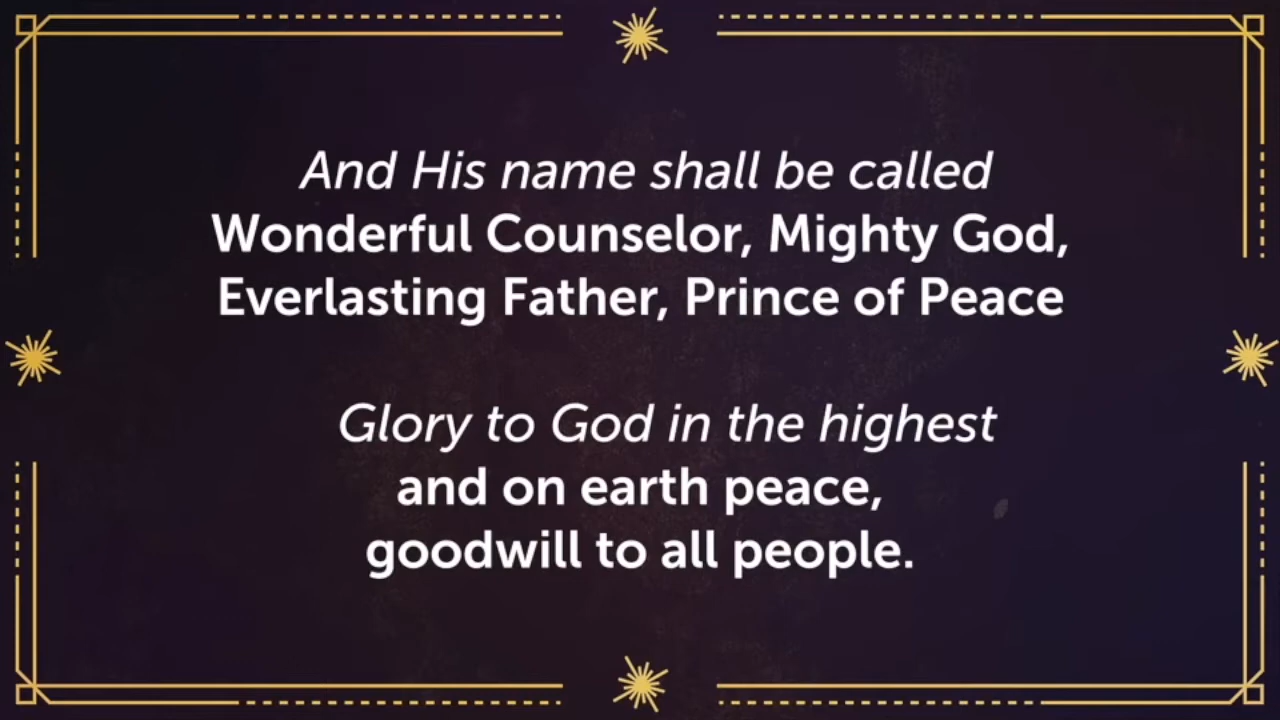 And His name shall be called
Wonderful Counselor, Mighty God,
Everlasting Father, Prince of Peace
Glory to God in the highest
and on earth peace,
goodwill to all people.